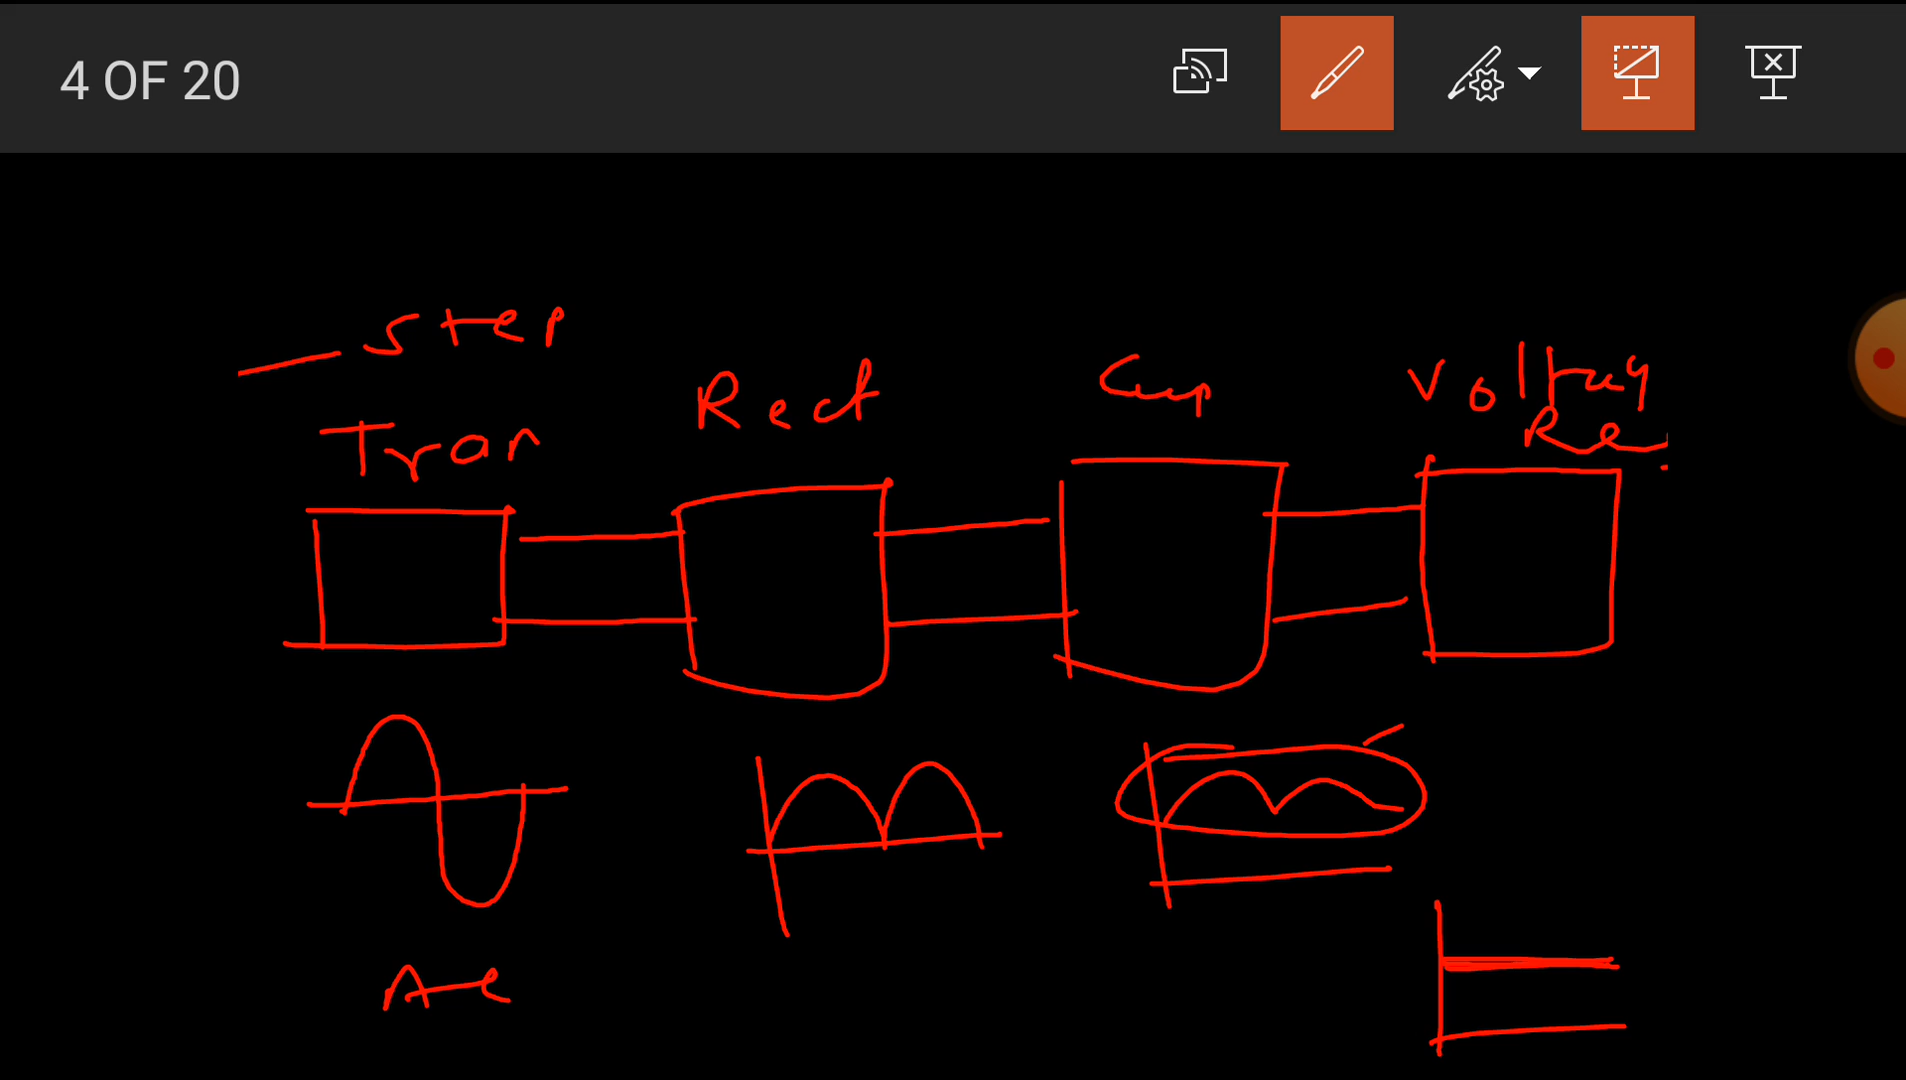 4 OF 20
Step
Tran
Rect
Cap
Voltag
Re
Ac